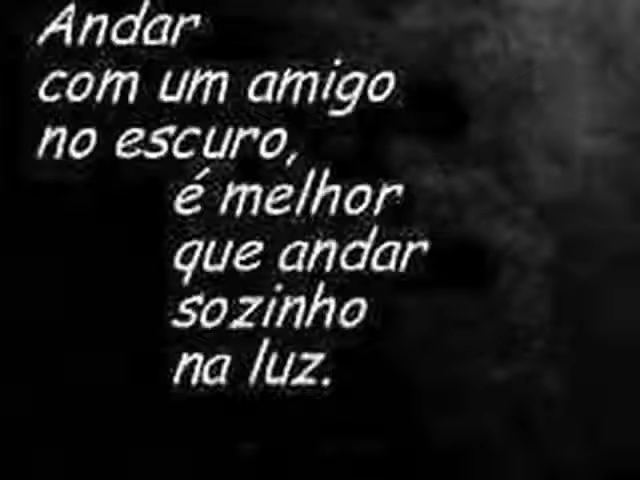 Andar
com um amigo
no escuro,
é melhor
que andar
sozinho
na luz.